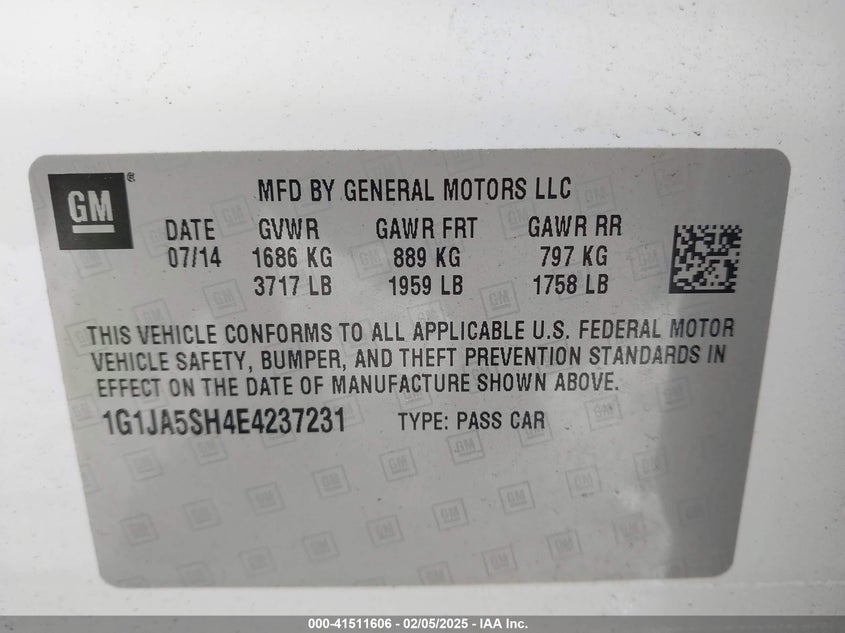 GM ®
MFD BY GENERAL MOTORS LLC
DATE GVWR GAWR FRT GAWR RR
07/14 1686 KG 889 KG 797 KG
3717 LB 1959 LB 1758 LB
THIS VEHICLE CONFORMS TO ALL APPLICABLE U.S. FEDERAL MOTOR
VEHICLE SAFETY, BUMPER, AND THEFT PREVENTION STANDARDS IN
EFFECT ON THE DATE OF MANUFACTURE SHOWN ABOVE.
1G1JA5SH4E4237231 TYPE: PASS CAR
000-41511606 - 02/05/2025 - IAA Inc.